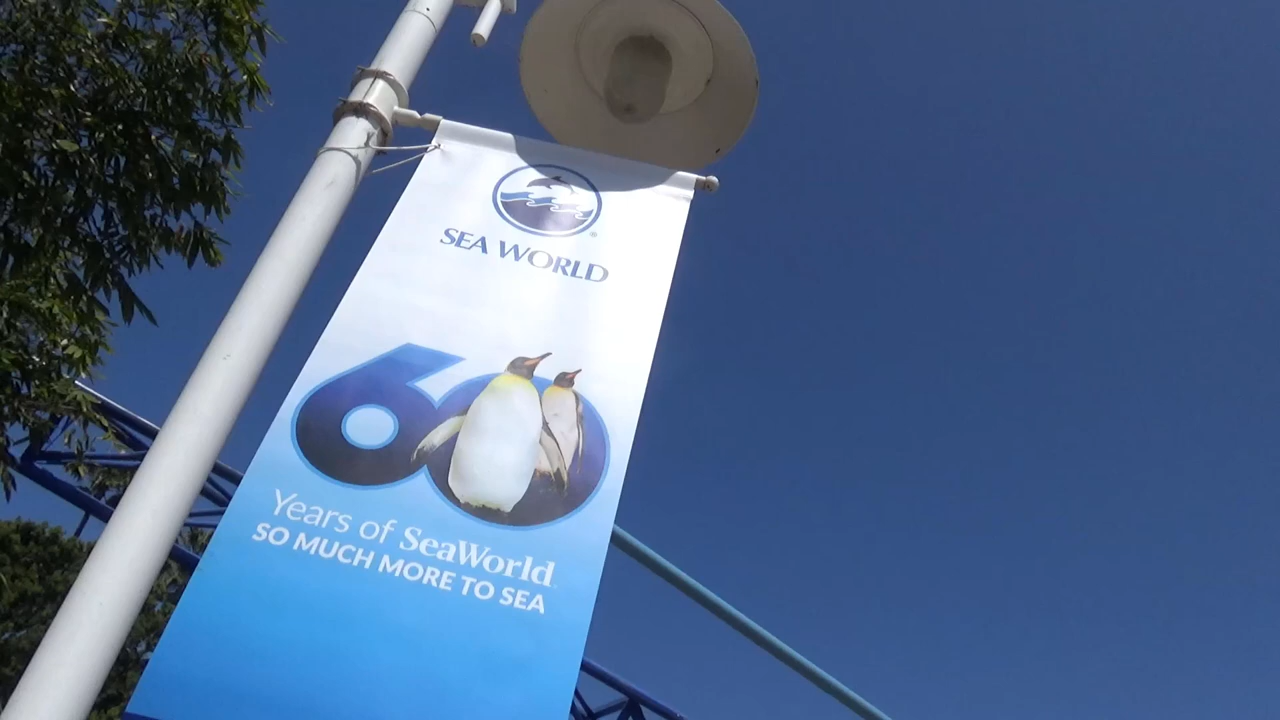 SEA WORLD
®
60
Years of SeaWorld
SO MUCH MORE TO SEA